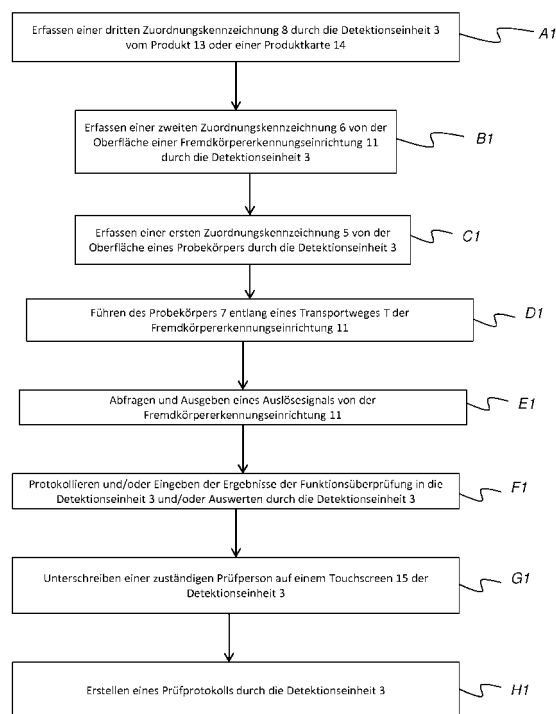 Erfassen einer dritten Zuordnungskennzeichnung 8 durch die Detektionseinheit 3
vom Produkt 13 oder einer Produktkarte 14
A1
Erfassen einer zweiten Zuordnungskennzeichnung 6 von der
Oberfläche einer Fremdkörpererkennungseinrichtung 11
durch die Detektionseinheit 3
B1
Erfassen einer ersten Zuordnungskennzeichnung 5 von der
Oberfläche eines Probekörpers durch die Detektionseinheit 3
C1
Führen des Probekörpers 7 entlang eines Transportweges T der
Fremdkörpererkennungseinrichtung 11
D1
Abfragen und Ausgeben eines Auslösesignals von der
Fremdkörpererkennungseinrichtung 11
E1
Protokollieren und/oder Eingeben der Ergebnisse der Funktionsüberprüfung in die
Detektionseinheit 3 und/oder Auswerten durch die Detektionseinheit 3
F1
Unterschreiben einer zuständigen Prüfperson auf einem Touchscreen 15 der
Detektionseinheit 3
G1
Erstellen eines Prüfprotokolls durch die Detektionseinheit 3
H1